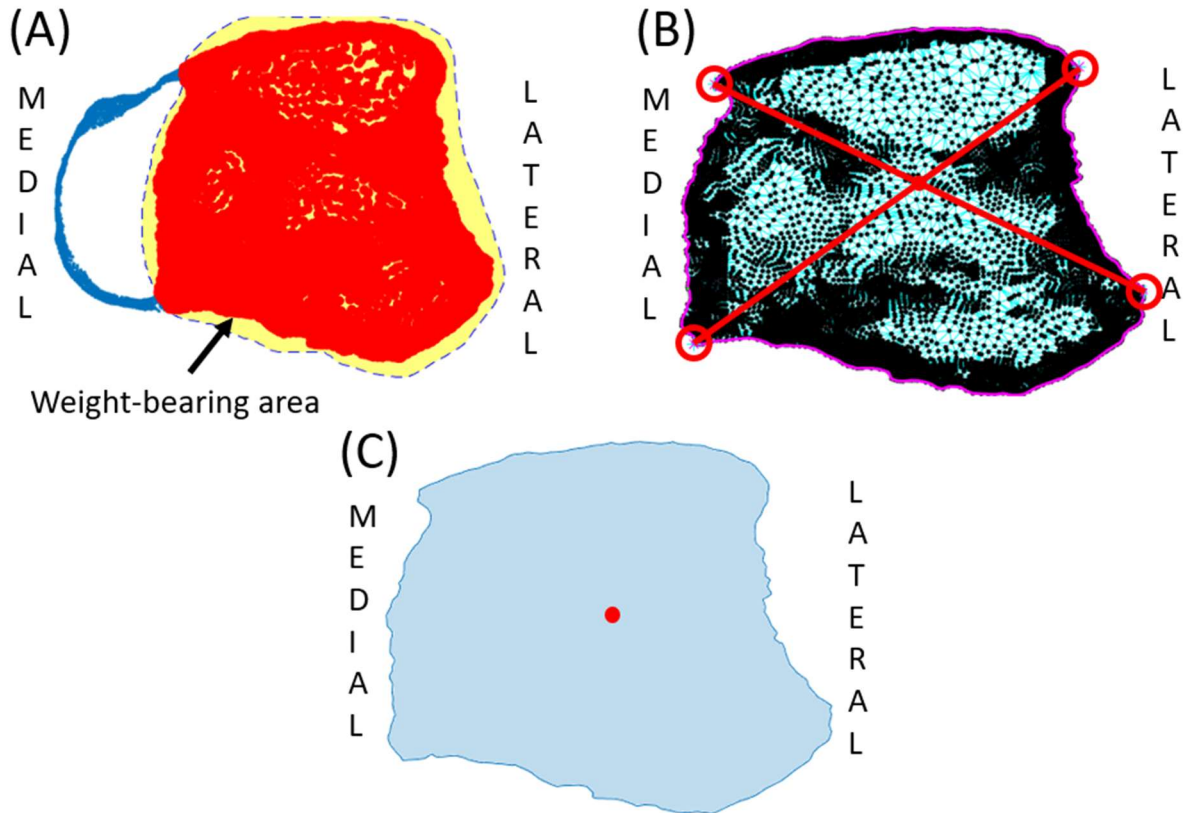 (A)
MEDIAL
LATERAL
Weight-bearing area
(B)
MEDIAL
LATERAL
(C)
MEDIAL
LATERAL